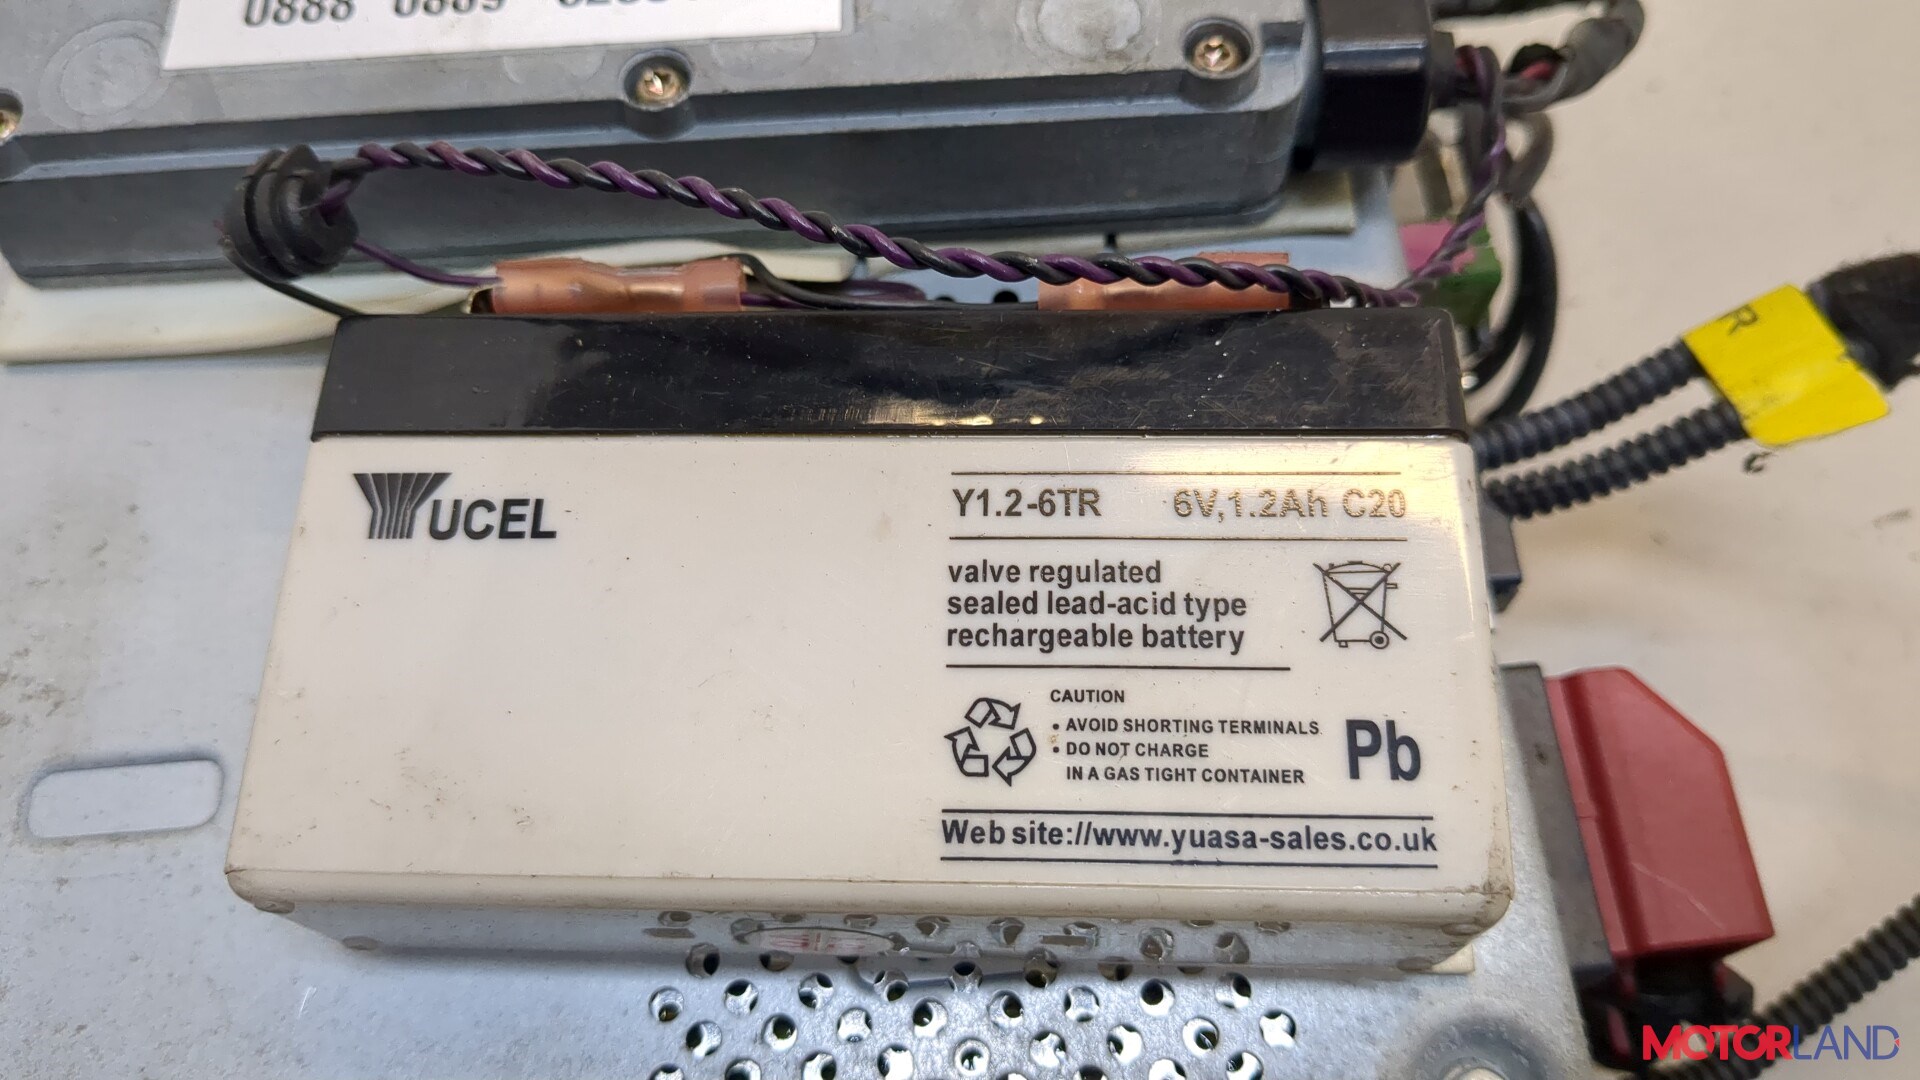 0888 0889
YUCEL
Y1.2-6TR 6V,1.2Ah C20
valve regulated
sealed lead-acid type
rechargeable battery
CAUTION
• AVOID SHORTING TERMINALS
• DO NOT CHARGE
IN A GAS TIGHT CONTAINER
Pb
Web site://www.yuasa-sales.co.uk
R
MOTORLAND